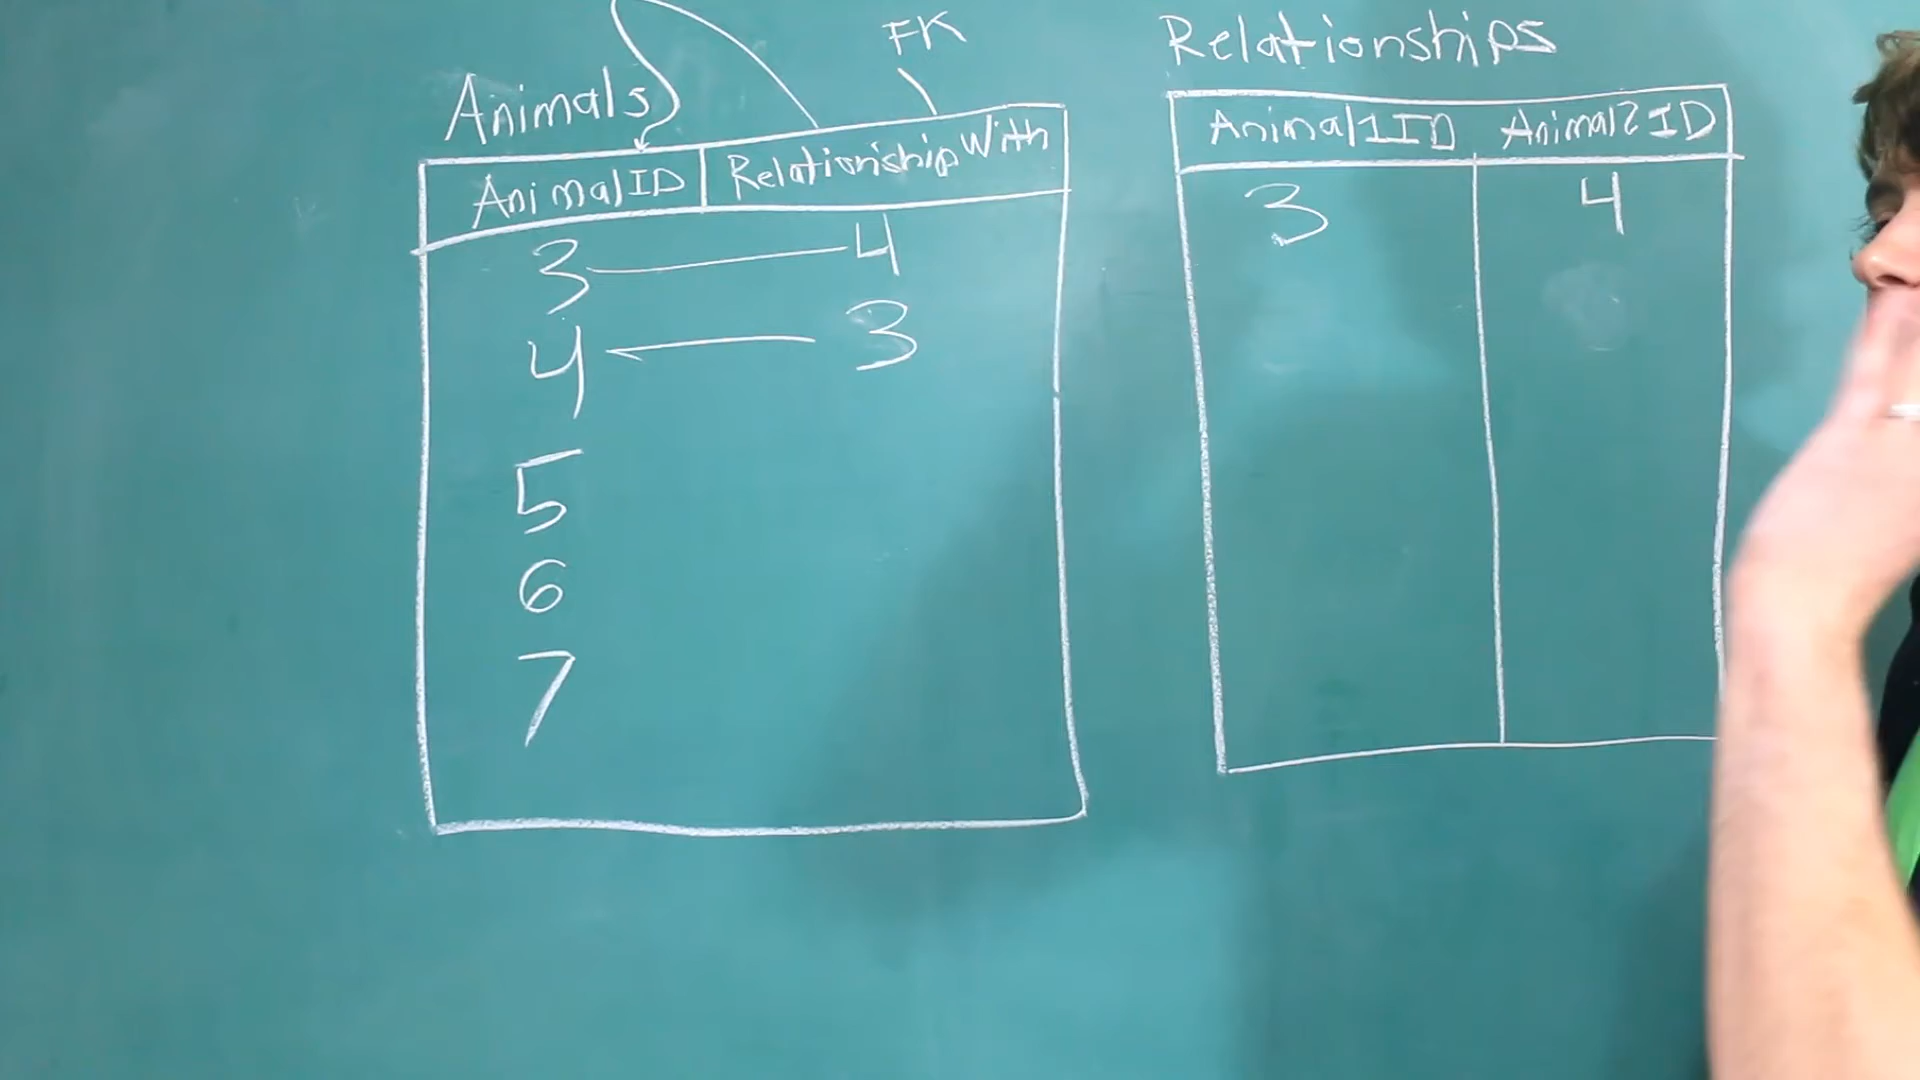 FK
Animals
AnimalID RelationshipWith
3 4
4 3
5
6
7
Relationships
Animal1ID Animal2ID
3 4